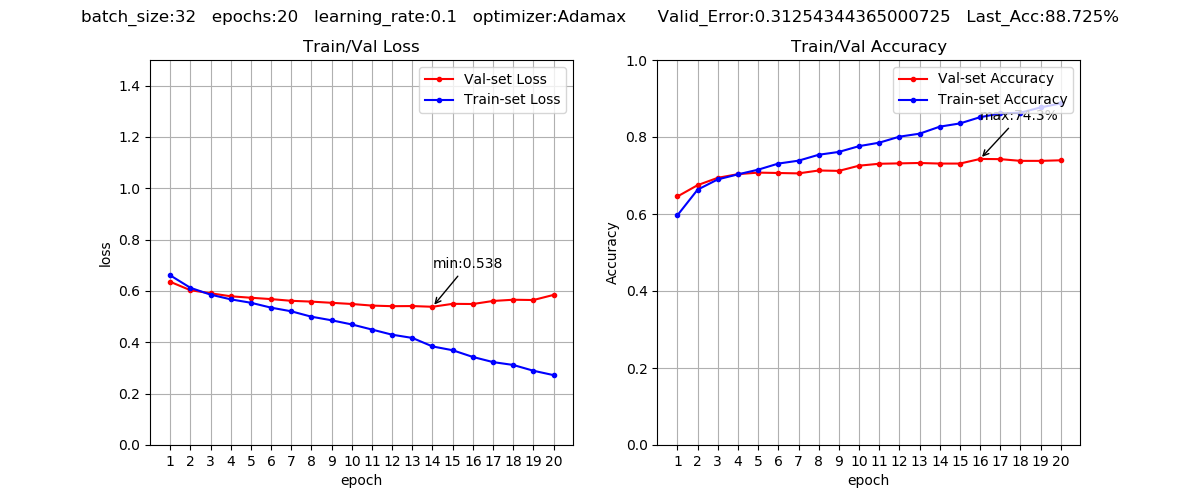 batch_size:32 epochs:20 learning_rate:0.1 optimizer:Adamax Valid_Error:0.31254344365000725 Last_Acc:88.725%
Train/Val Loss
Val-set Loss
Train-set Loss
1.4
1.2
1.0
0.8
0.6
0.4
0.2
0.0
loss
min:0.538
1 2 3 4 5 6 7 8 9 10 11 12 13 14 15 16 17 18 19 20
epoch
Train/Val Accuracy
Val-set Accuracy
Train-set Accuracy
max:74.3%
1.0
0.8
0.6
0.4
0.2
0.0
Accuracy
1 2 3 4 5 6 7 8 9 10 11 12 13 14 15 16 17 18 19 20
epoch